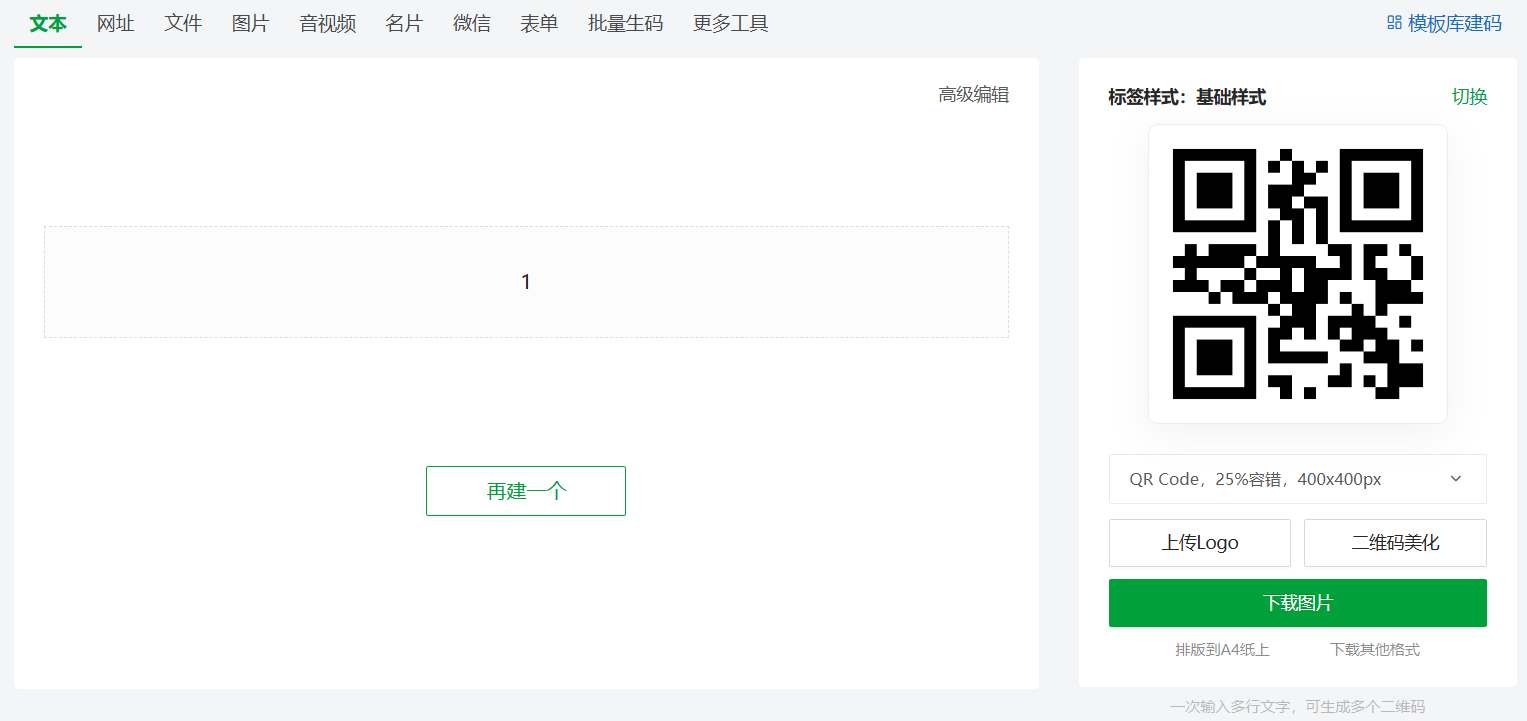 文本 网址 文件 图片 音视频 名片 微信 表单 批量生码 更多工具 模板库建码
高级编辑
1
再建一个
标签样式：基础样式 切换
QR Code，25%容错，400x400px
上传Logo 二维码美化
下载图片
排版到A4纸上 下载其他格式
一次输入多行文字，可生成多个二维码